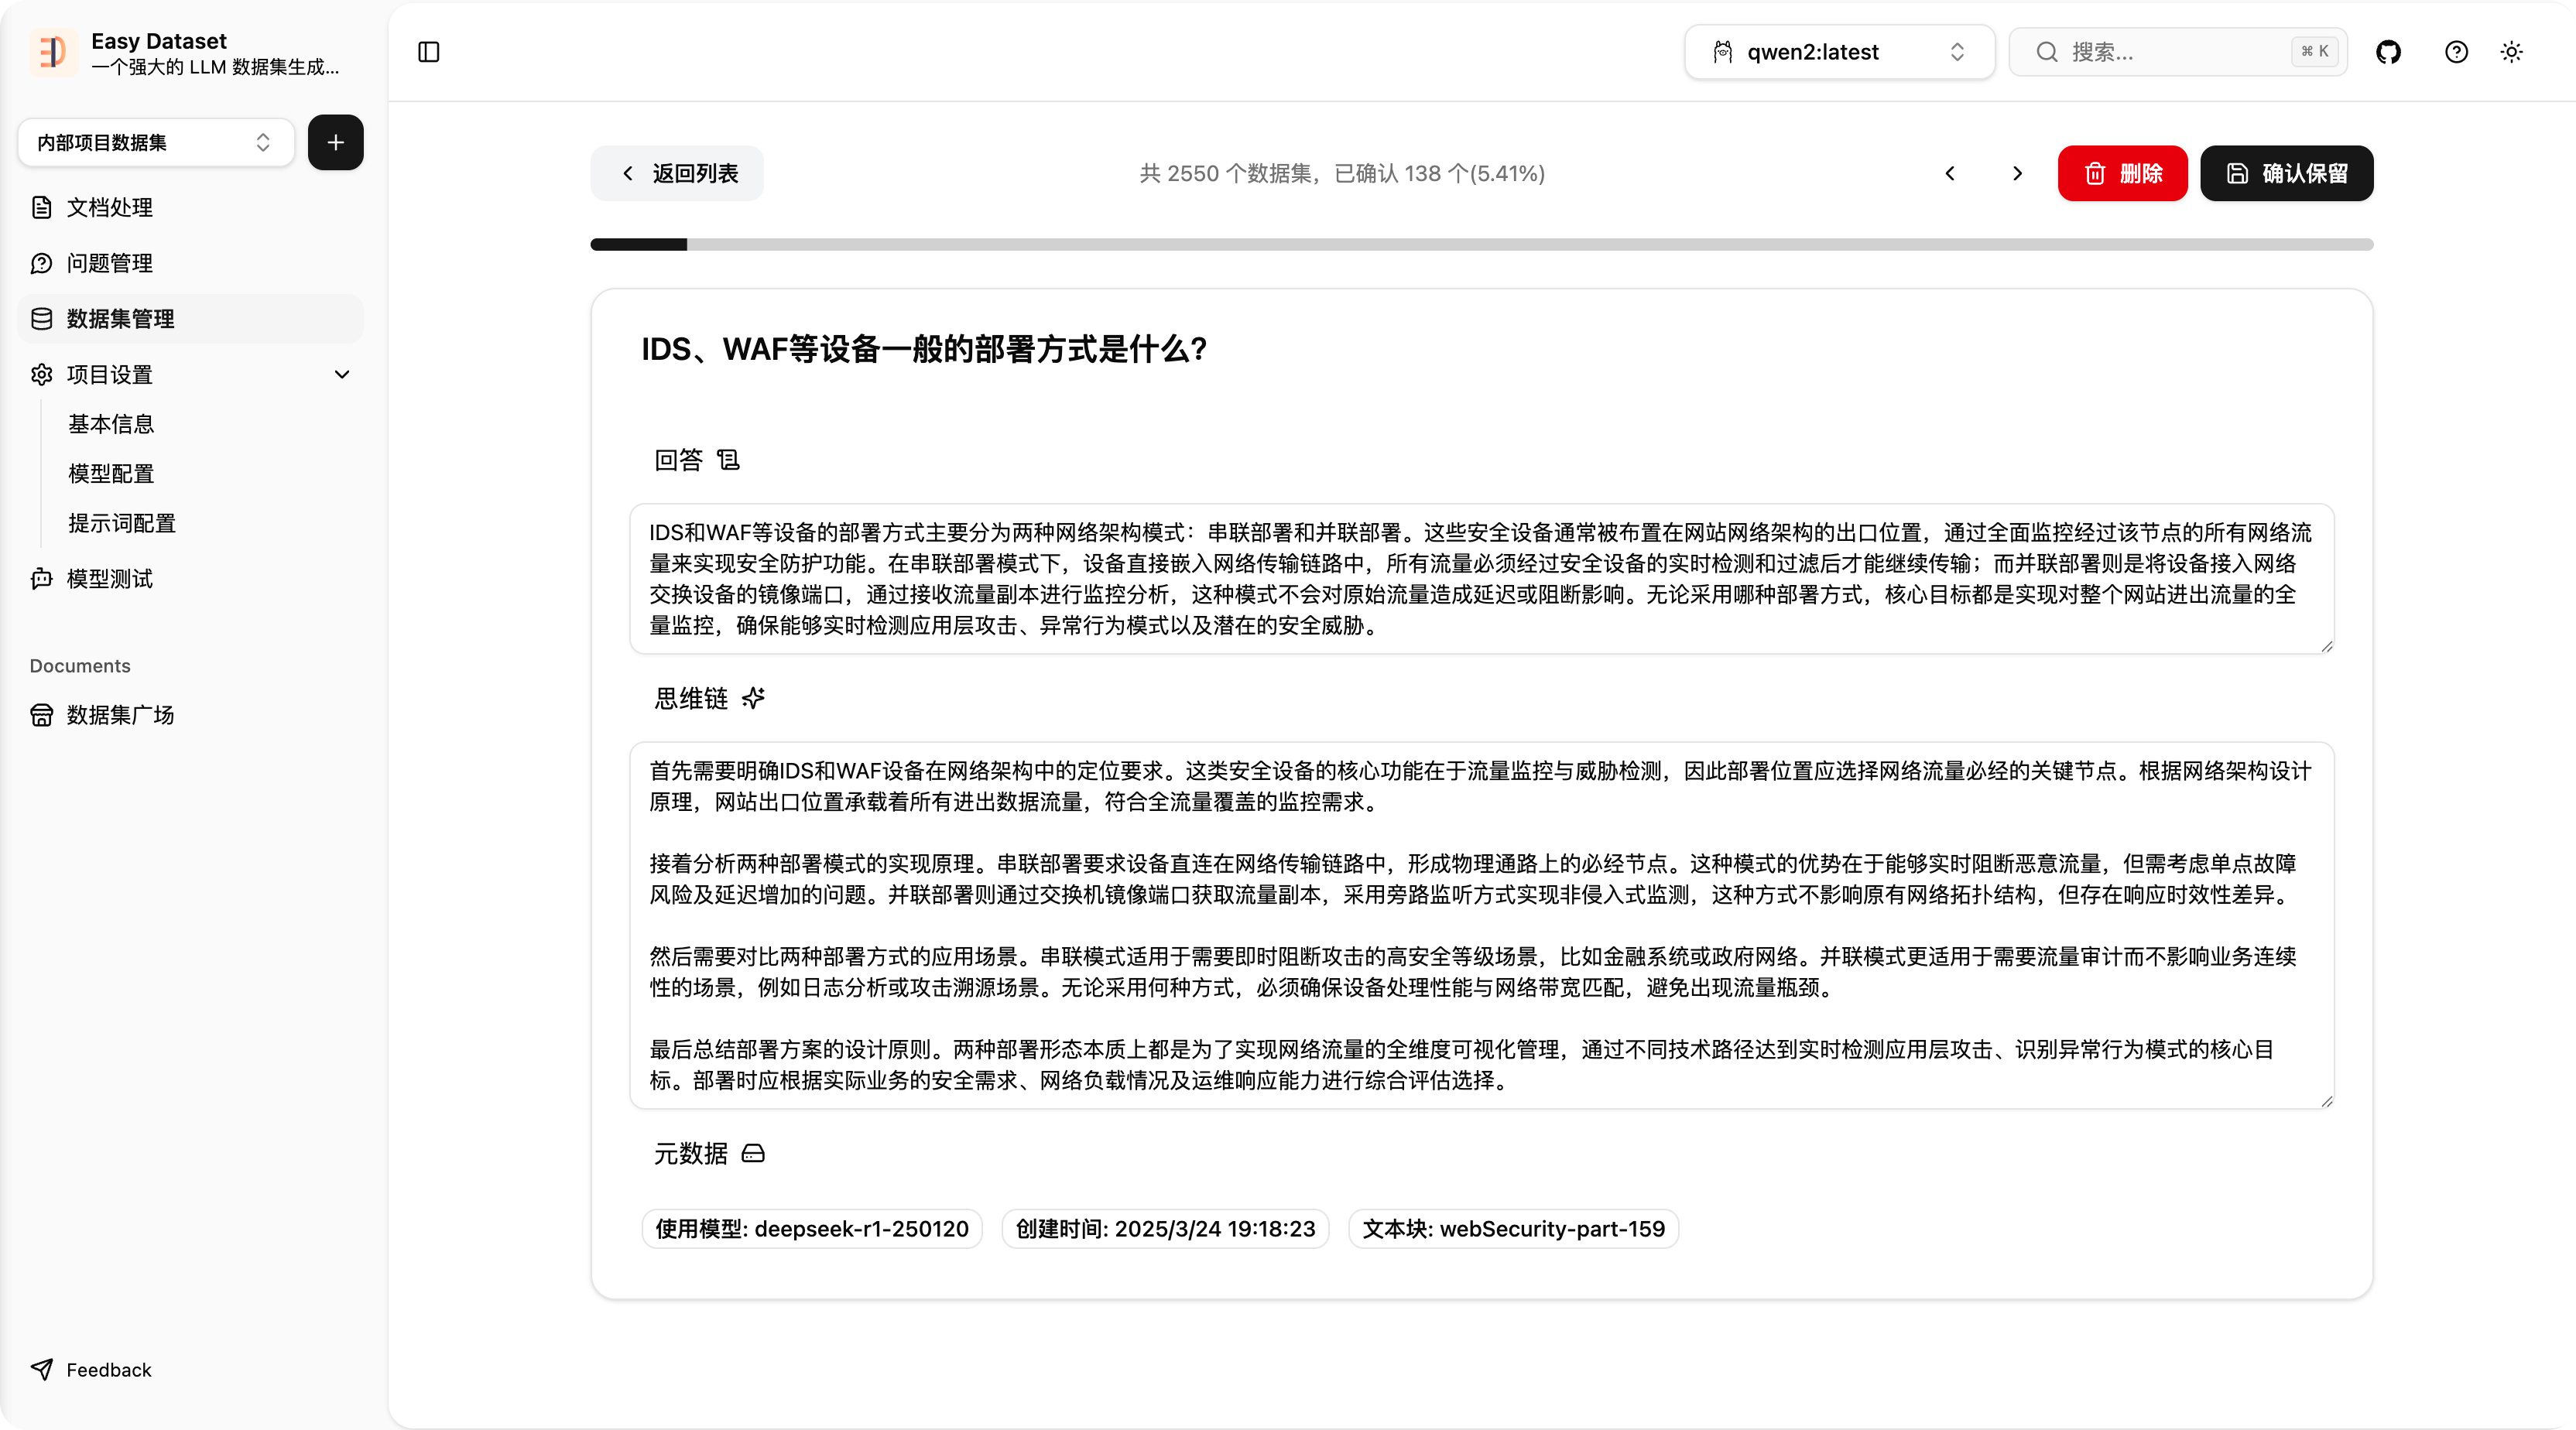 Easy Dataset
一个强大的 LLM 数据集生成...
内部项目数据集
文档处理
问题管理
数据集管理
项目设置
基本信息
模型配置
提示词配置
模型测试
Documents
数据集广场
Feedback
qwen2:latest
搜索...
⌘ K
返回列表
共 2550 个数据集，已确认 138 个(5.41%)
删除
确认保留
IDS、WAF等设备一般的部署方式是什么?
回答
IDS和WAF等设备的部署方式主要分为两种网络架构模式：串联部署和并联部署。这些安全设备通常被布置在网站网络架构的出口位置，通过全面监控经过该节点的所有网络流
量来实现安全防护功能。在串联部署模式下，设备直接嵌入网络传输链路中，所有流量必须经过安全设备的实时检测和过滤后才能继续传输；而并联部署则是将设备接入网络
交换设备的镜像端口，通过接收流量副本进行监控分析，这种模式不会对原始流量造成延迟或阻断影响。无论采用哪种部署方式，核心目标都是实现对整个网站进出流量的全
量监控，确保能够实时检测应用层攻击、异常行为模式以及潜在的安全威胁。
思维链
首先需要明确IDS和WAF设备在网络架构中的定位要求。这类安全设备的核心功能在于流量监控与威胁检测，因此部署位置应选择网络流量必经的关键节点。根据网络架构设计
原理，网站出口位置承载着所有进出数据流量，符合全流量覆盖的监控需求。
接着分析两种部署模式的实现原理。串联部署要求设备直连在网络传输链路中，形成物理通路上的必经节点。这种模式的优势在于能够实时阻断恶意流量，但需考虑单点故障
风险及延迟增加的问题。并联部署则通过交换机镜像端口获取流量副本，采用旁路监听方式实现非侵入式监测，这种方式不影响原有网络拓扑结构，但存在响应时效性差异。
然后需要对比两种部署方式的应用场景。串联模式适用于需要即时阻断攻击的高安全等级场景，比如金融系统或政府网络。并联模式更适用于需要流量审计而不影响业务连续
性的场景，例如日志分析或攻击溯源场景。无论采用何种方式，必须确保设备处理性能与网络带宽匹配，避免出现流量瓶颈。
最后总结部署方案的设计原则。两种部署形态本质上都是为了实现网络流量的全维度可视化管理，通过不同技术路径达到实时检测应用层攻击、识别异常行为模式的核心目
标。部署时应根据实际业务的安全需求、网络负载情况及运维响应能力进行综合评估选择。
元数据
使用模型: deepseek-r1-250120
创建时间: 2025/3/24 19:18:23
文本块: webSecurity-part-159